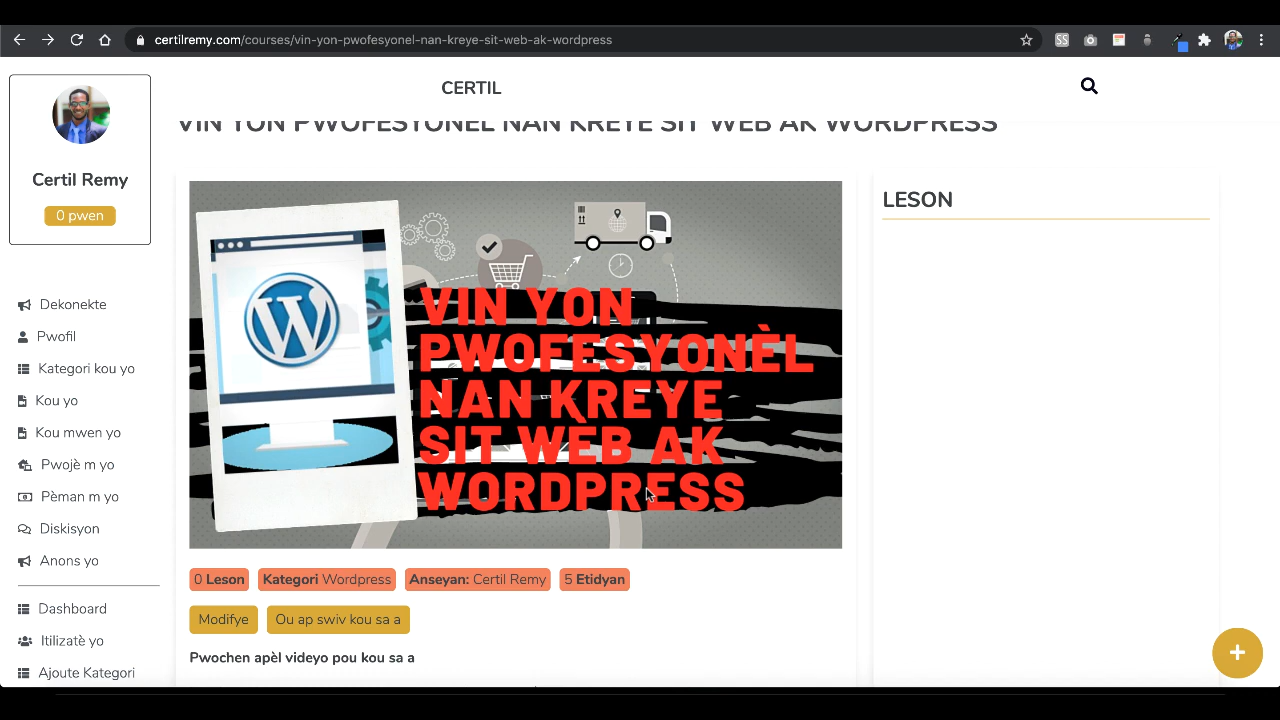 certilremy.com/courses/vin-yon-pwofesyonel-nan-kreye-sit-web-ak-wordpress
SS
CERTIL
Certil Remy
0 pwen
Dekonekte
Pwofil
Kategori kou yo
Kou yo
Kou mwen yo
Pwojè m yo
Pèman m yo
Diskisyon
Anons yo
Dashboard
Itilizatè yo
Ajoute Kategori
VIN YON PWOFESYONEL NAN KREYE SIT WEB AK WORDPRESS
W
VIN YON
PWOFESYONÈL
NAN KREYE
SIT WÈB AK
WORDPRESS
0 Leson
Kategori Wordpress
Anseyan: Certil Remy
5 Etidyan
Modifye
Ou ap swiv kou sa a
Pwochen apèl videyo pou kou sa a
LESON
+